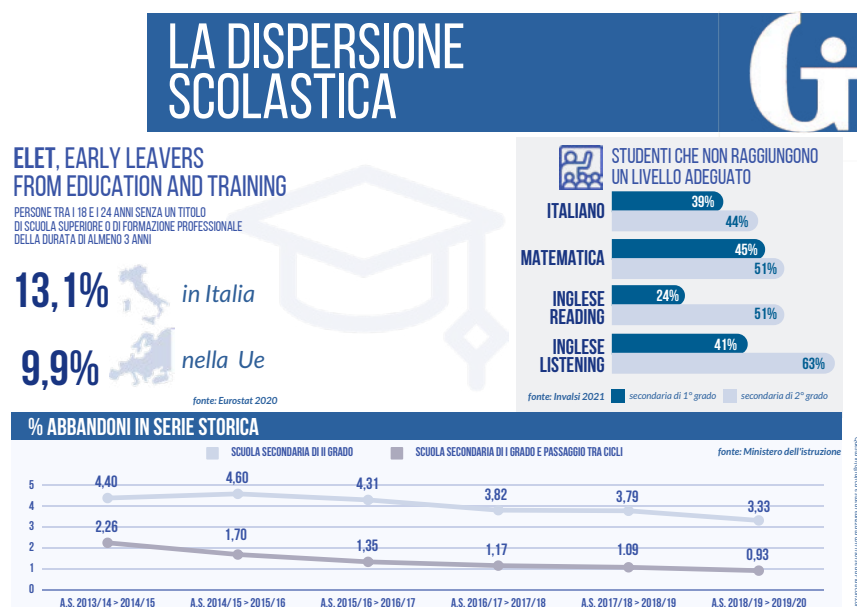 LA DISPERSIONE
SCOLASTICA
Gi
ELET, EARLY LEAVERS
FROM EDUCATION AND TRAINING
PERSONE TRA I 18 E I 24 ANNI SENZA UN TITOLO
DI SCUOLA SUPERIORE O DI FORMAZIONE PROFESSIONALE
DELLA DURATA DI ALMENO 3 ANNI
13,1% in Italia
9,9% nella Ue
fonte: Eurostat 2020
STUDENTI CHE NON RAGGIUNGONO
UN LIVELLO ADEGUATO
ITALIANO
39%
44%
MATEMATICA
45%
51%
INGLESE
READING
24%
51%
INGLESE
LISTENING
41%
63%
fonte: Invalsi 2021 secondaria di 1° grado secondaria di 2° grado
% ABBANDONI IN SERIE STORICA
SCUOLA SECONDARIA DI II GRADO SCUOLA SECONDARIA DI I GRADO E PASSAGGIO TRA CICLI fonte: Ministero dell'istruzione
5
4
3
2
1
0
4,40 4,60 4,31 3,82 3,79 3,33
2,26 1,70 1,35 1,17 1.09 0,93
A.S. 2013/14 > 2014/15 A.S. 2014/15 > 2015/16 A.S. 2015/16 > 2016/17 A.S. 2016/17 > 2017/18 A.S. 2017/18 > 2018/19 A.S. 2018/19 > 2019/20